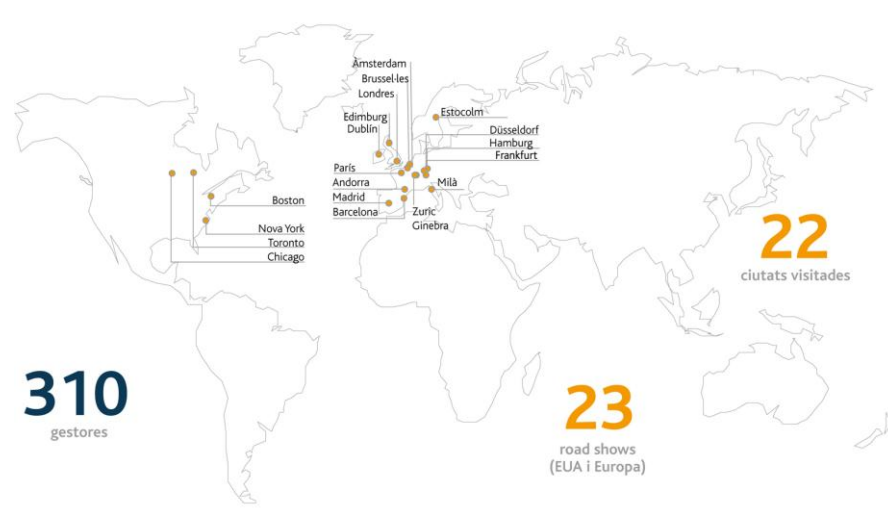 Àmsterdam
Brussel·les
Londres
Edimburg
Dublín
Estocolm
Düsseldorf
Hamburg
Frankfurt
París
Andorra
Madrid
Barcelona
Milà
Zuric
Ginebra
Boston
Nova York
Toronto
Chicago
22
ciutats visitades
310
gestores
23
road shows
(EUA i Europa)